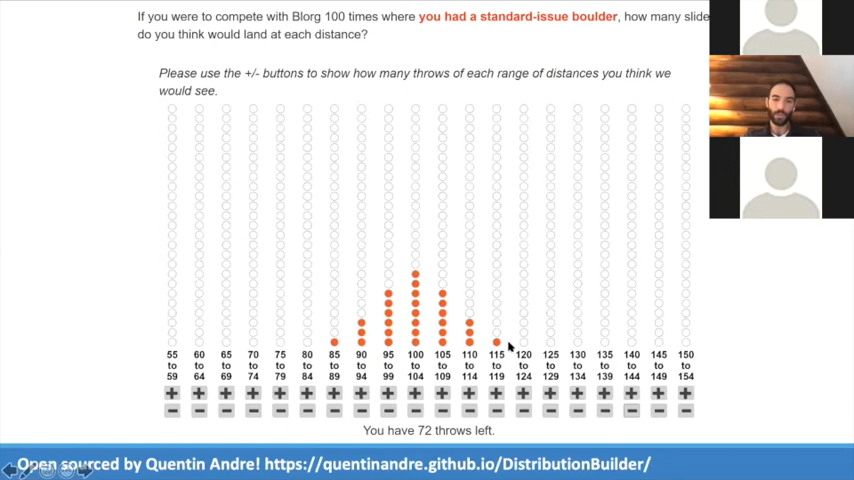 If you were to compete with Blorg 100 times where you had a standard-issue boulder, how many slide
do you think would land at each distance?
Please use the +/- buttons to show how many throws of each range of distances you think we
would see.
55 60 65 70 75 80 85 90 95 100 105 110 115 120 125 130 135 140 145 150
to to to to to to to to to to to to to to to to to to to to
59 64 69 74 79 84 89 94 99 104 109 114 119 124 129 134 139 144 149 154
+ + + + + + + + + + + + + + + + + + + +
− − − − − − − − − − − − − − − − − − − −
You have 72 throws left.
Open sourced by Quentin Andre! https://quentinandre.github.io/DistributionBuilder/